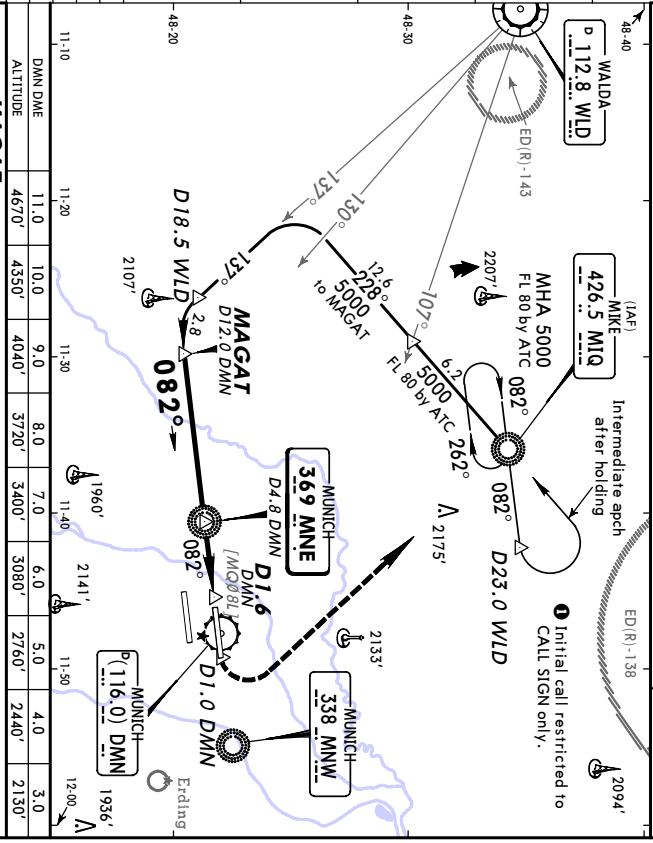 48-20
48-30
48-40
11-10
11-20
11-30
11-40
11-50
12-00
WALDA
D 112.8 WLD
ED(R)-143
137°
130°
107°
(IAF)
MIKE
426.5 MIQ
MHA 5000
FL 80 by ATC
2207'
082°
262°
082°
Intermediate apch
after holding
D23.0 WLD
ED(R)-138
6.2
5000
FL 80 by ATC
12.6
228°
5000
to MAGAT
137°
D18.5 WLD
2107'
2.8
MAGAT
D12.0 DMN
082°
MUNICH
369 MNE
D4.8 DMN
2175'
1960'
082°
D1.6
DMN
[MQ08L]
2141'
2133'
❶ Initial call restricted to
CALL SIGN only.
2094'
MUNICH
D (116.0) DMN
D1.0 DMN
MUNICH
338 MNW
Erding
1936'
DMN DME 11.0 10.0 9.0 8.0 7.0 6.0 5.0 4.0 3.0
ALTITUDE 4670' 4350' 4040' 3720' 3400' 3080' 2760' 2440' 2130'